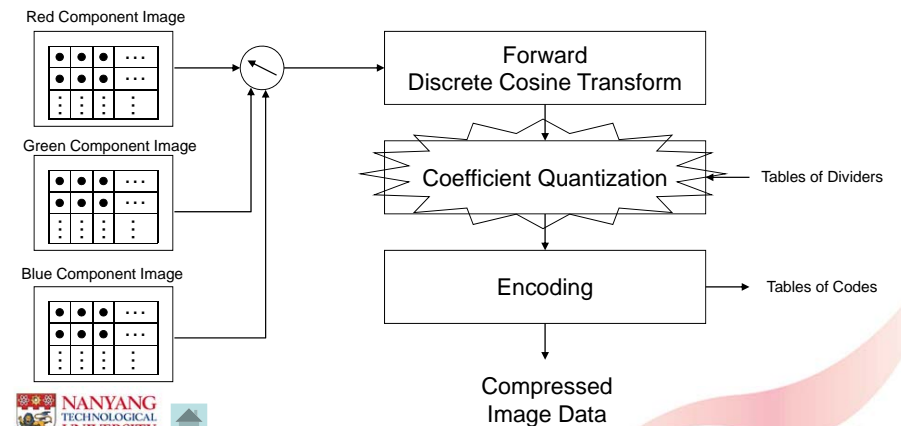 Red Component Image
Green Component Image
Blue Component Image
Forward
Discrete Cosine Transform
Coefficient Quantization
Tables of Dividers
Encoding
Tables of Codes
Compressed
Image Data
NANYANG
TECHNOLOGICAL
UNIVERSITY